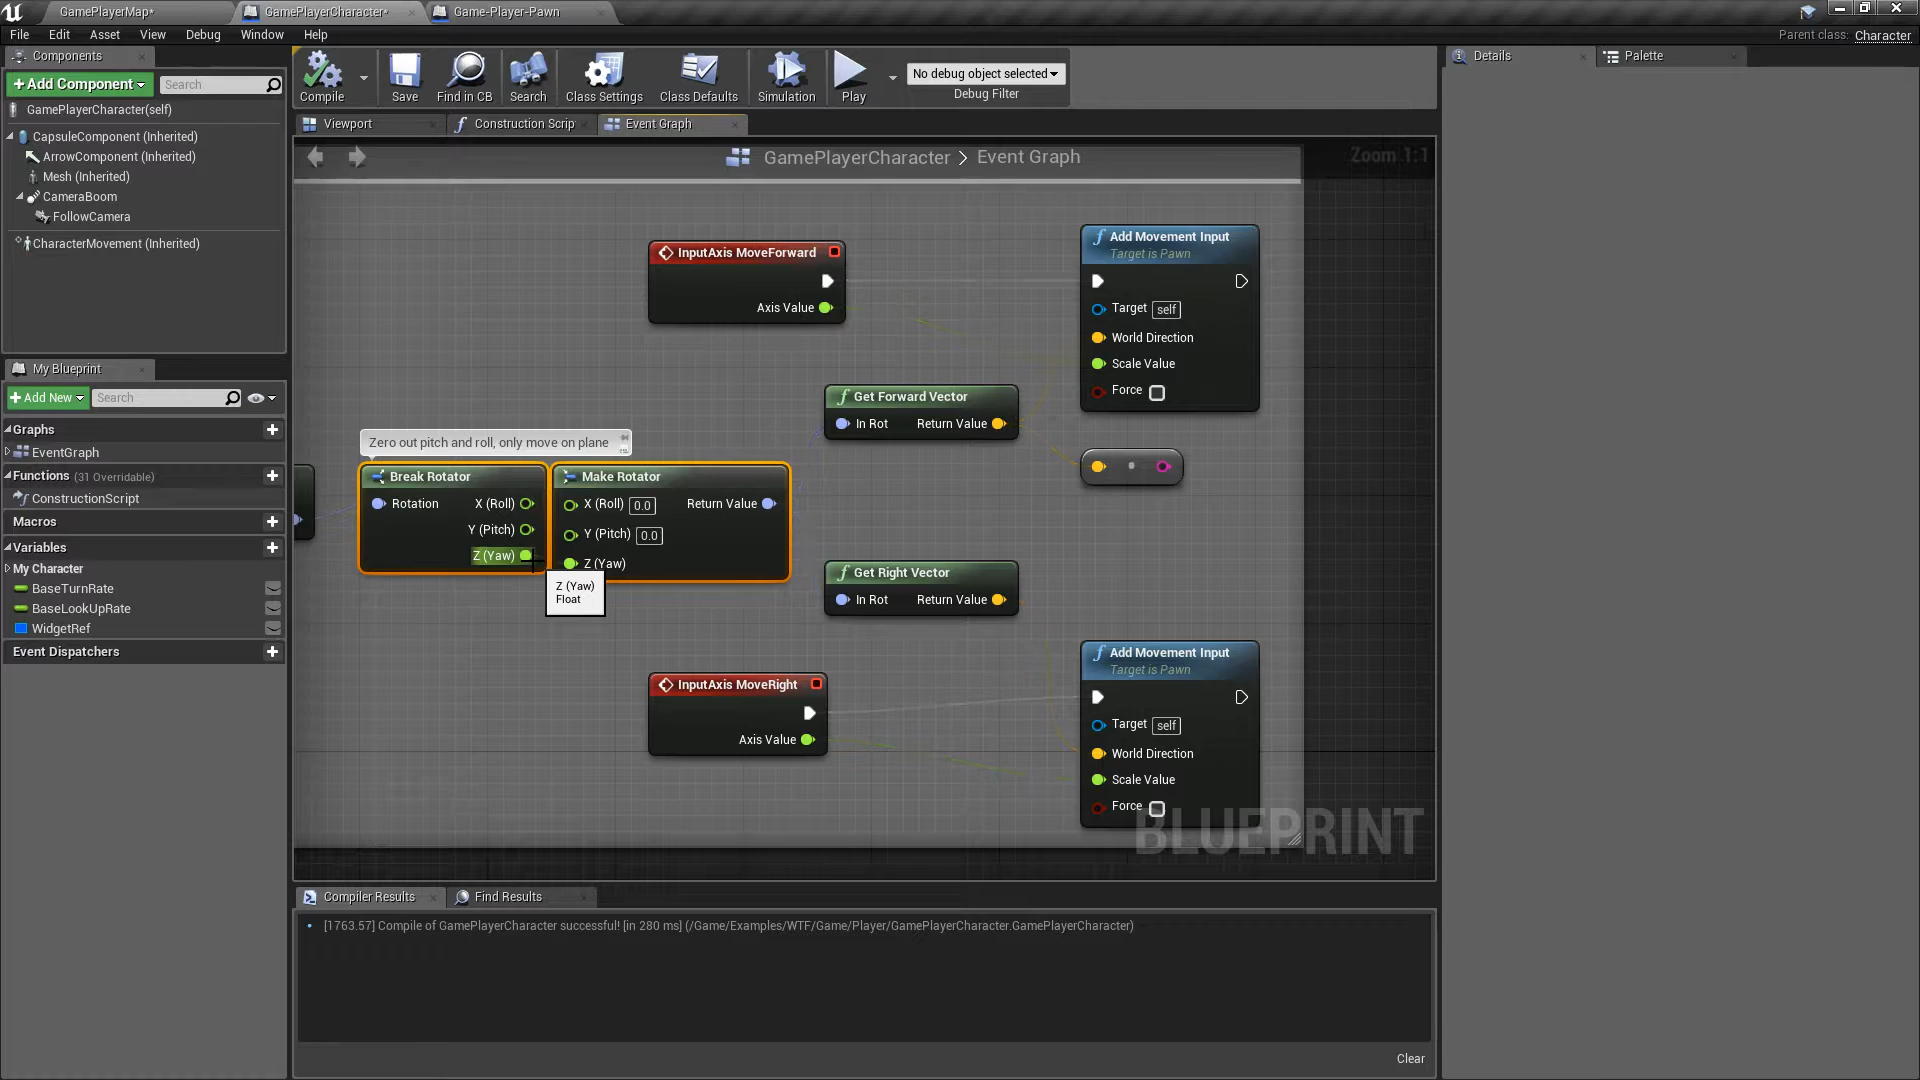 GamePlayerMap*
GamePlayerCharacter*
Game-Player-Pawn
File Edit Asset View Debug Window Help
Parent class: Character
Components
+Add Component
Search
GamePlayerCharacter(self)
CapsuleComponent (Inherited)
ArrowComponent (Inherited)
Mesh (Inherited)
CameraBoom
FollowCamera
CharacterMovement (Inherited)
My Blueprint
+Add New
Search
Graphs
EventGraph
Functions (31 Overridable)
ConstructionScript
Macros
Variables
My Character
BaseTurnRate
BaseLookUpRate
WidgetRef
Event Dispatchers
Compile
Save
Find in CB
Search
Class Settings
Class Defaults
Simulation
Play
No debug object selected
Debug Filter
Viewport
Construction Scrip
Event Graph
GamePlayerCharacter > Event Graph
Zoom 1:1
InputAxis MoveForward
Axis Value
Add Movement Input
Target is Pawn
Target self
World Direction
Scale Value
Force
Get Forward Vector
In Rot Return Value
Zero out pitch and roll, only move on plane
Break Rotator
Rotation X (Roll)
Y (Pitch)
Z (Yaw)
Make Rotator
X (Roll) 0.0 Return Value
Y (Pitch) 0.0
Z (Yaw)
Z (Yaw)
Float
Get Right Vector
In Rot Return Value
InputAxis MoveRight
Axis Value
Add Movement Input
Target is Pawn
Target self
World Direction
Scale Value
Force
BLUEPRINT
Compiler Results
Find Results
[1763.57] Compile of GamePlayerCharacter successful! [in 280 ms] (/Game/Examples/WTF/Game/Player/GamePlayerCharacter.GamePlayerCharacter)
Clear
Details
Palette